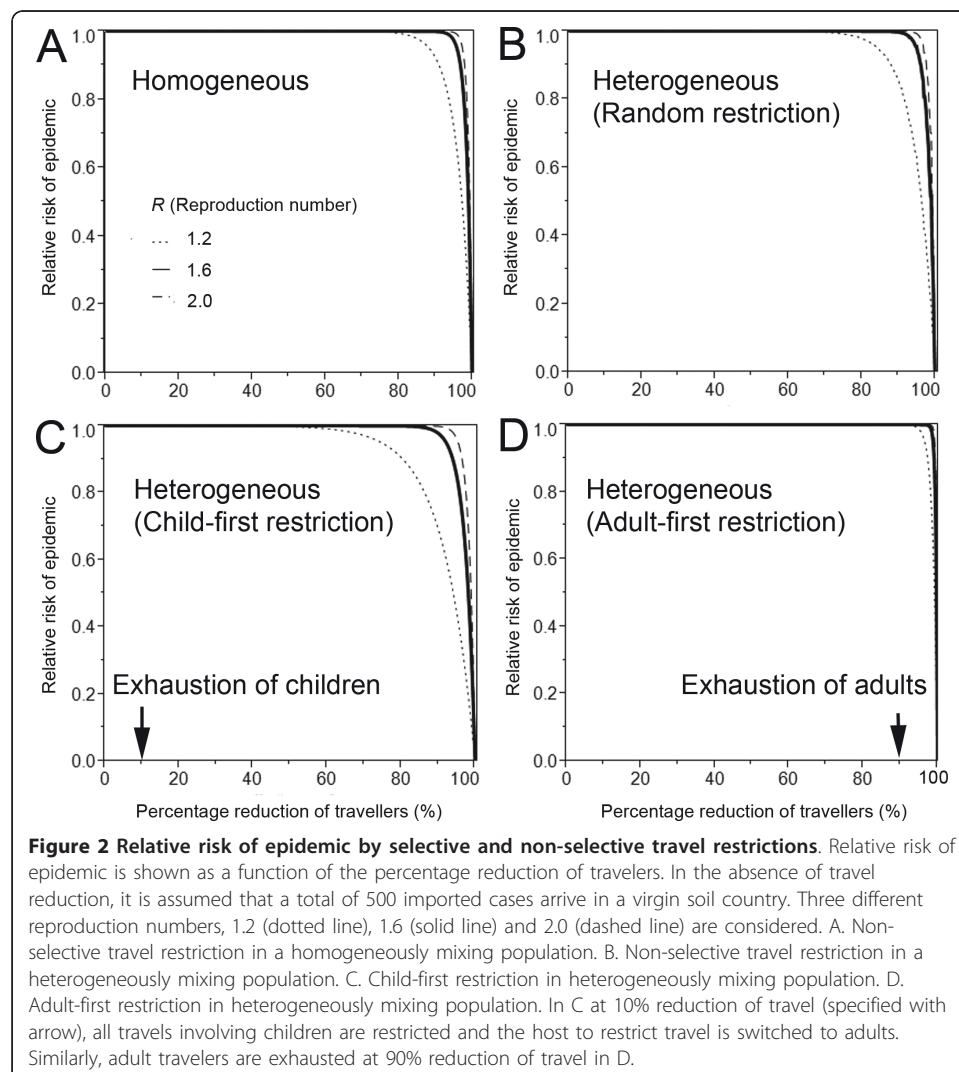 A
Homogeneous
Relative risk of epidemic
1.0
0.8
0.6
0.4
0.2
0.0
R (Reproduction number)
1.2
1.6
2.0
0 20 40 60 80 100
B
Heterogeneous
(Random restriction)
Relative risk of epidemic
1.0
0.8
0.6
0.4
0.2
0.0
0 20 40 60 80 100
C
Heterogeneous
(Child-first restriction)
Relative risk of epidemic
1.0
0.8
0.6
0.4
0.2
0.0
Exhaustion of children
0 20 40 60 80 100
Percentage reduction of travellers (%)
D
Heterogeneous
(Adult-first restriction)
Relative risk of epidemic
1.0
0.8
0.6
0.4
0.2
0.0
Exhaustion of adults
0 20 40 60 80 100
Percentage reduction of travellers (%)
Figure 2 Relative risk of epidemic by selective and non-selective travel restrictions. Relative risk of
epidemic is shown as a function of the percentage reduction of travelers. In the absence of travel
reduction, it is assumed that a total of 500 imported cases arrive in a virgin soil country. Three different
reproduction numbers, 1.2 (dotted line), 1.6 (solid line) and 2.0 (dashed line) are considered. A. Non-
selective travel restriction in a homogeneously mixing population. B. Non-selective travel restriction in a
heterogeneously mixing population. C. Child-first restriction in heterogeneously mixing population. D.
Adult-first restriction in heterogeneously mixing population. In C at 10% reduction of travel (specified with
arrow), all travels involving children are restricted and the host to restrict travel is switched to adults.
Similarly, adult travelers are exhausted at 90% reduction of travel in D.